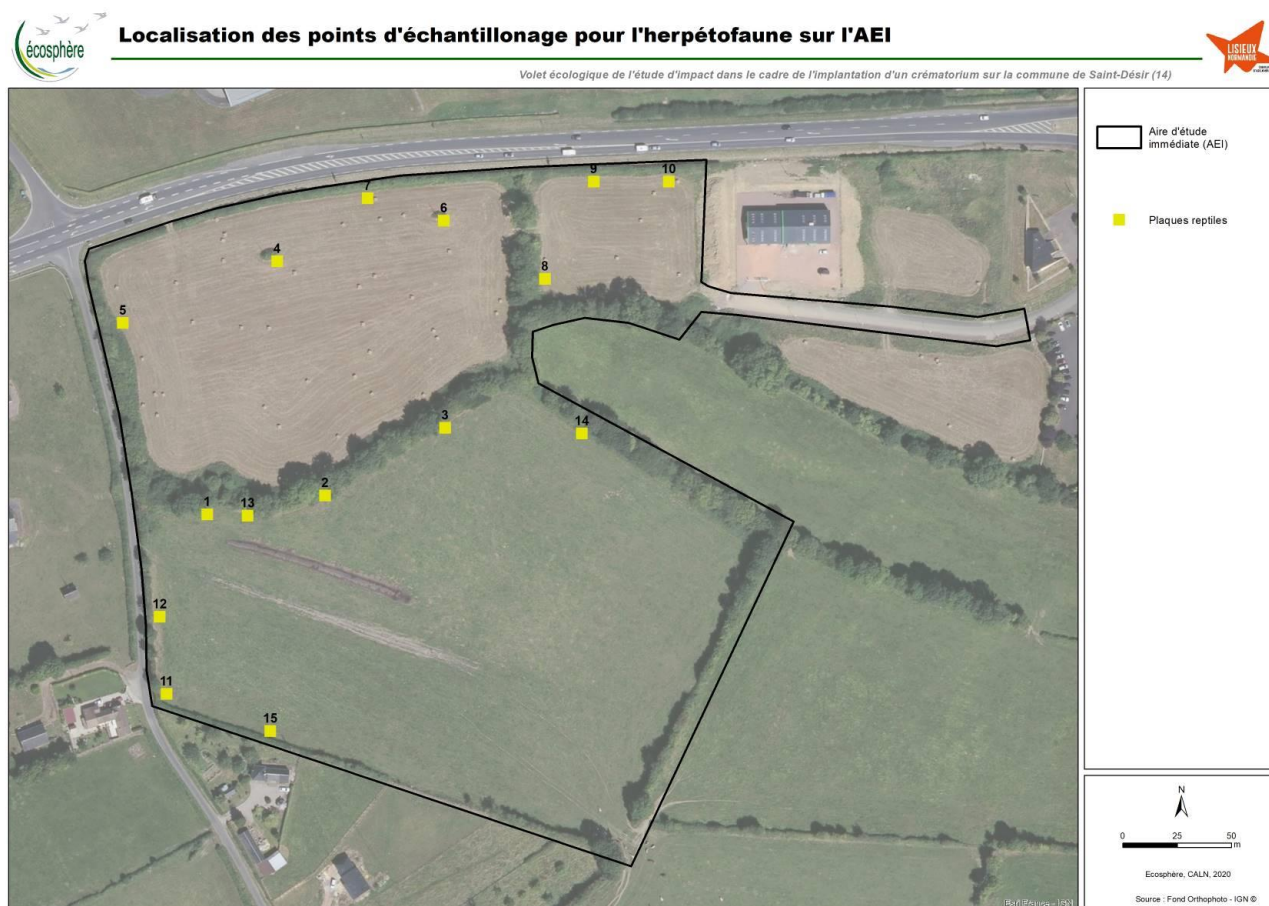 écosphère
Localisation des points d'échantillonage pour l'herpétofaune sur l'AEI
LISIEUX
NORMANDIE
Volet écologique de l'étude d'impact dans le cadre de l'implantation d'un crématorium sur la commune de Saint-Désir (14)
Aire d'étude
immédiate (AEI)
Plaques reptiles
9
10
7
6
4
8
5
3
14
2
1
13
12
11
15
N
0 25 50
m
Ecosphère, CALN, 2020
Source : Fond Orthophoto - IGN ©